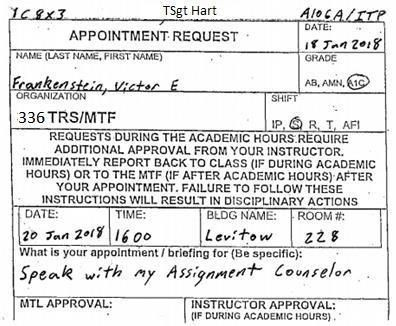 1C8X3 TSgt Hart A106A/ITP
APPOINTMENT REQUEST
DATE:
18 Jan 2018
NAME (LAST NAME, FIRST NAME)
Frankenstein, Victor E
GRADE
AB, AMN, A1C
ORGANIZATION
336 TRS/MTF
SHIFT
IP, S, R, T, AFI
REQUESTS DURING THE ACADEMIC HOURS REQUIRE
ADDITIONAL APPROVAL FROM YOUR INSTRUCTOR.
IMMEDIATELY REPORT BACK TO CLASS (IF DURING ACADEMIC
HOURS) OR TO THE MTF (IF AFTER ACADEMIC HOURS) AFTER
YOUR APPOINTMENT. FAILURE TO FOLLOW THESE
INSTRUCTIONS WILL RESULT IN DISCIPLINARY ACTIONS
DATE: TIME: BLDG NAME: ROOM #:
20 Jan 2018 1600 Levitow 228
What is your appointment / briefing for (Be specific):
Speak with my Assignment Counselor
MTL APPROVAL: INSTRUCTOR APPROVAL:
(IF DURING ACADEMIC HOURS)